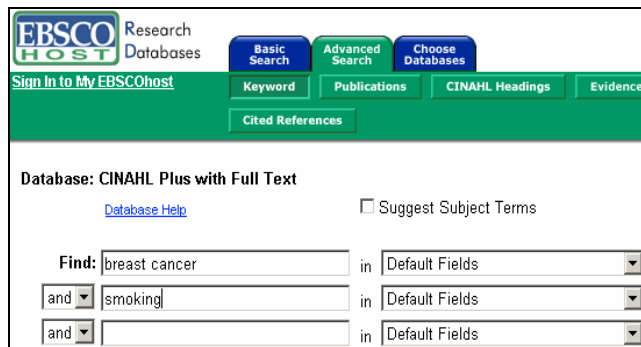 EBSCO Research
HOST Databases
Basic Search
Advanced Search
Choose Databases
Sign In to My EBSCOhost
Keyword Publications CINAHL Headings Evidence
Cited References
Database: CINAHL Plus with Full Text
Database Help Suggest Subject Terms
Find: breast cancer in Default Fields
and smoking in Default Fields
and in Default Fields